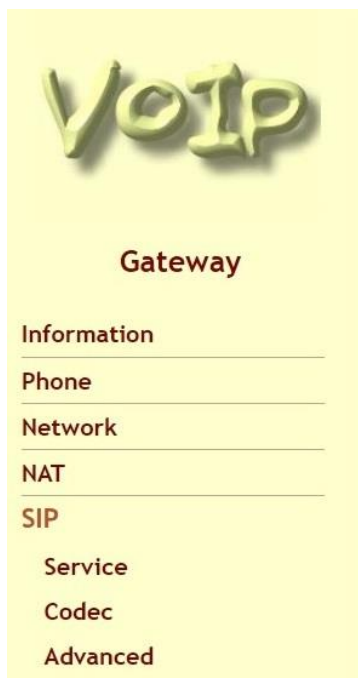 VoIP
Gateway
Information
Phone
Network
NAT
SIP
Service
Codec
Advanced